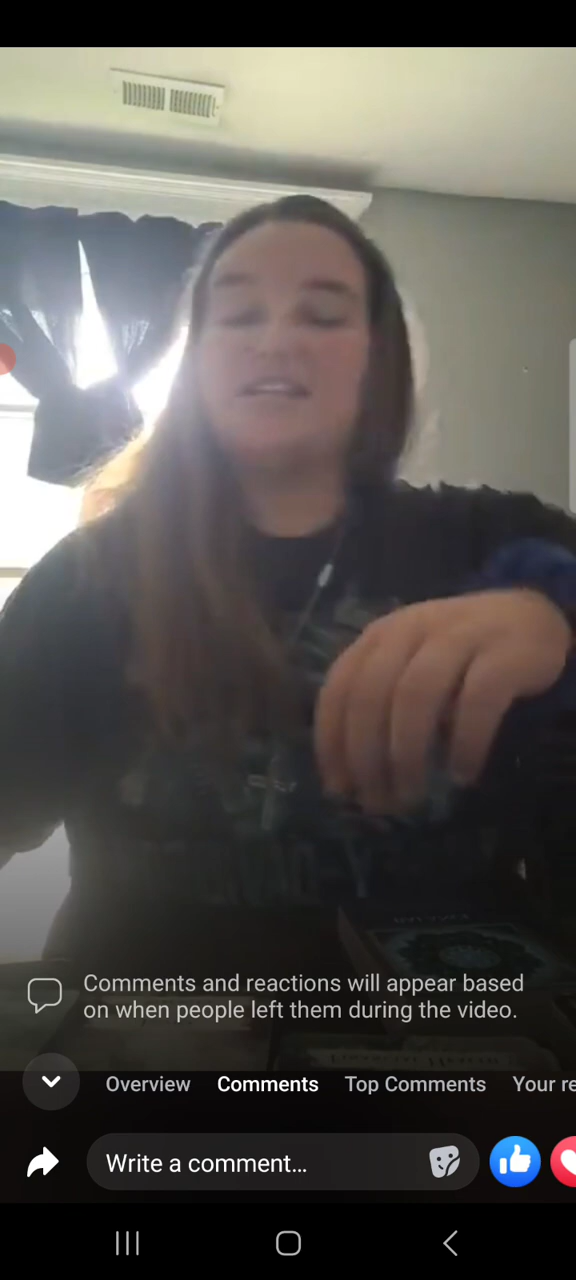 Comments and reactions will appear based
on when people left them during the video.
Overview Comments Top Comments Your re
Write a comment...